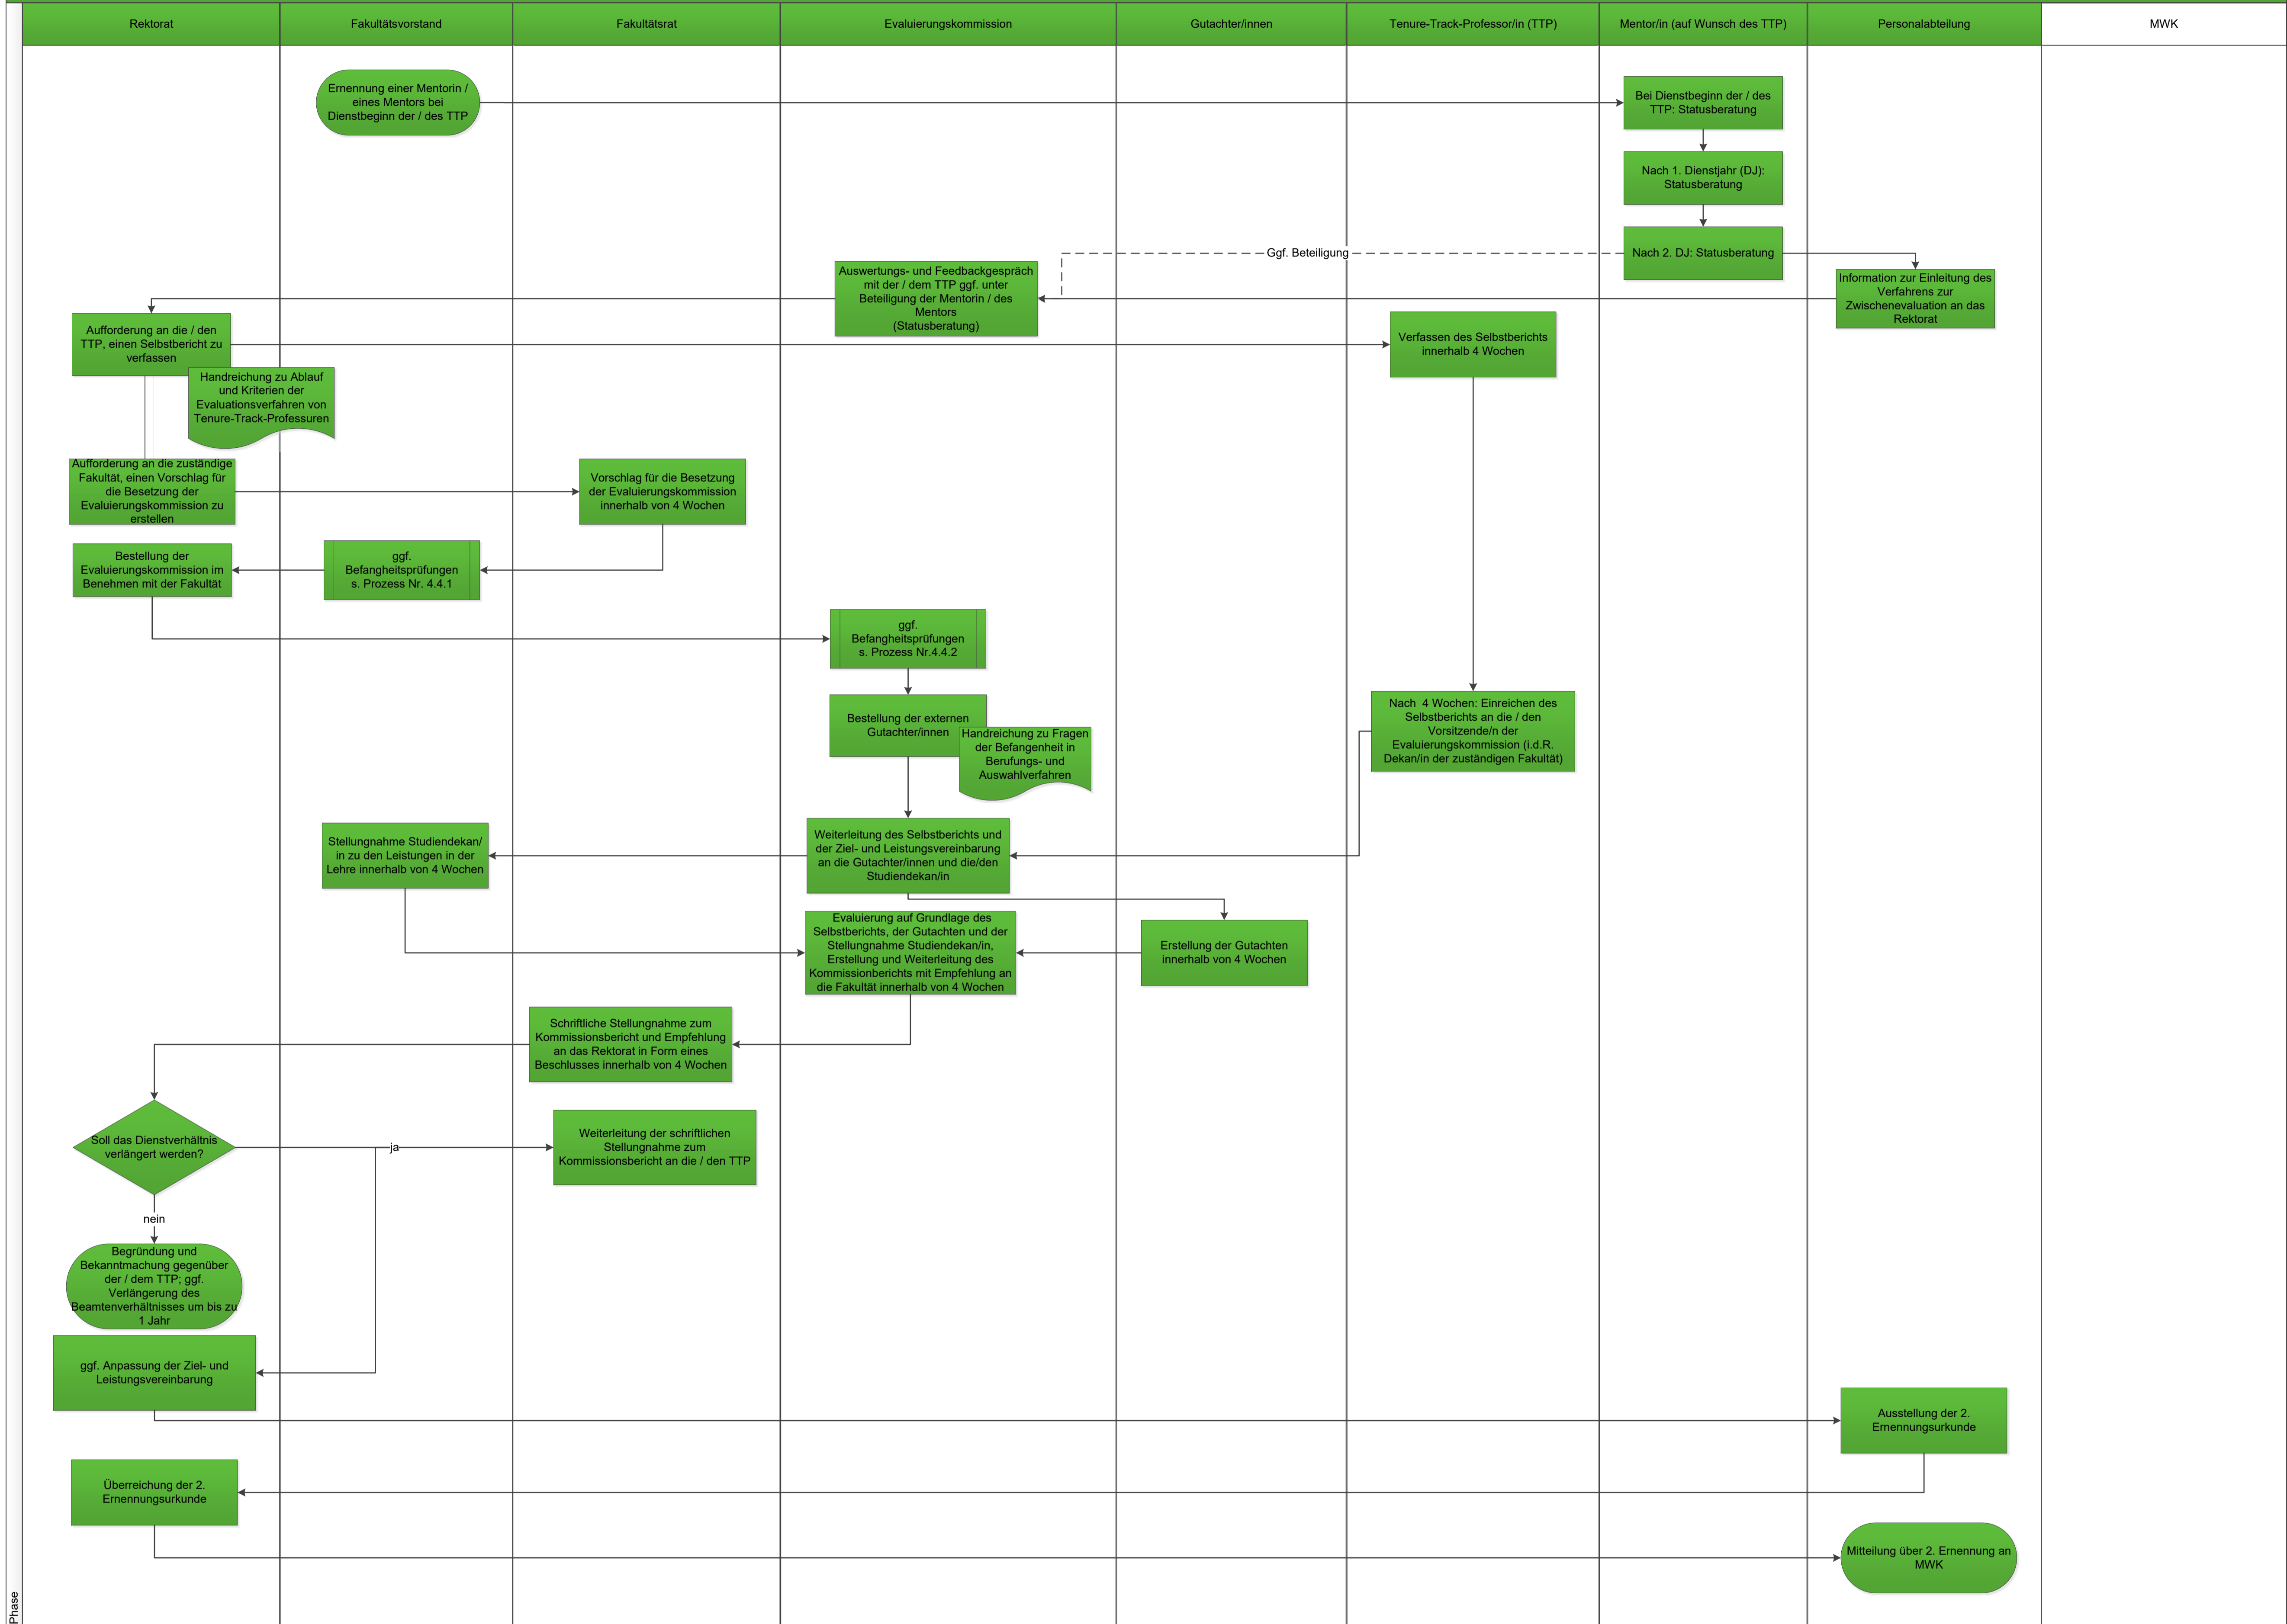 Rektorat
Fakultätsvorstand
Fakultätsrat
Evaluierungskommission
Gutachter/innen
Tenure-Track-Professor/in (TTP)
Mentor/in (auf Wunsch des TTP)
Personalabteilung
MWK
Ernennung einer Mentorin /
eines Mentors bei
Dienstbeginn der / des TTP
Bei Dienstbeginn der / des
TTP: Statusberatung
Nach 1. Dienstjahr (DJ):
Statusberatung
Nach 2. DJ: Statusberatung
Ggf. Beteiligung
Information zur Einleitung des
Verfahrens zur
Zwischenevaluation an das
Rektorat
Auswertungs- und Feedbackgespräch
mit der / dem TTP ggf. unter
Beteiligung der Mentorin / des
Mentors
(Statusberatung)
Aufforderung an die / den
TTP, einen Selbstbericht zu
verfassen
Verfassen des Selbstberichts
innerhalb 4 Wochen
Handreichung zu Ablauf
und Kriterien der
Evaluationsverfahren von
Tenure-Track-Professuren
Aufforderung an die zuständige
Fakultät, einen Vorschlag für
die Besetzung der
Evaluierungskommission zu
erstellen
Vorschlag für die Besetzung
der Evaluierungskommission
innerhalb von 4 Wochen
ggf.
Befangheitsprüfungen
s. Prozess Nr. 4.4.1
Bestellung der
Evaluierungskommission im
Benehmen mit der Fakultät
ggf.
Befangheitsprüfungen
s. Prozess Nr.4.4.2
Bestellung der externen
Gutachter/innen
Handreichung zu Fragen
der Befangenheit in
Berufungs- und
Auswahlverfahren
Nach  4 Wochen: Einreichen des
Selbstberichts an die / den
Vorsitzende/n der
Evaluierungskommission (i.d.R.
Dekan/in der zuständigen Fakultät)
Weiterleitung des Selbstberichts und
der Ziel- und Leistungsvereinbarung
an die Gutachter/innen und die/den
Studiendekan/in
Stellungnahme Studiendekan/
in zu den Leistungen in der
Lehre innerhalb von 4 Wochen
Evaluierung auf Grundlage des
Selbstberichts, der Gutachten und der
Stellungnahme Studiendekan/in,
Erstellung und Weiterleitung des
Kommissionberichts mit Empfehlung an
die Fakultät innerhalb von 4 Wochen
Erstellung der Gutachten
innerhalb von 4 Wochen
Schriftliche Stellungnahme zum
Kommissionsbericht und Empfehlung
an das Rektorat in Form eines
Beschlusses innerhalb von 4 Wochen
Soll das Dienstverhältnis
verlängert werden?
ja
Weiterleitung der schriftlichen
Stellungnahme zum
Kommissionsbericht an die / den TTP
nein
Begründung und
Bekanntmachung gegenüber
der / dem TTP; ggf.
Verlängerung des
Beamtenverhältnisses um bis zu
1 Jahr
ggf. Anpassung der Ziel- und
Leistungsvereinbarung
Ausstellung der 2.
Ernennungsurkunde
Überreichung der 2.
Ernennungsurkunde
Mitteilung über 2. Ernennung an
MWK
Phase